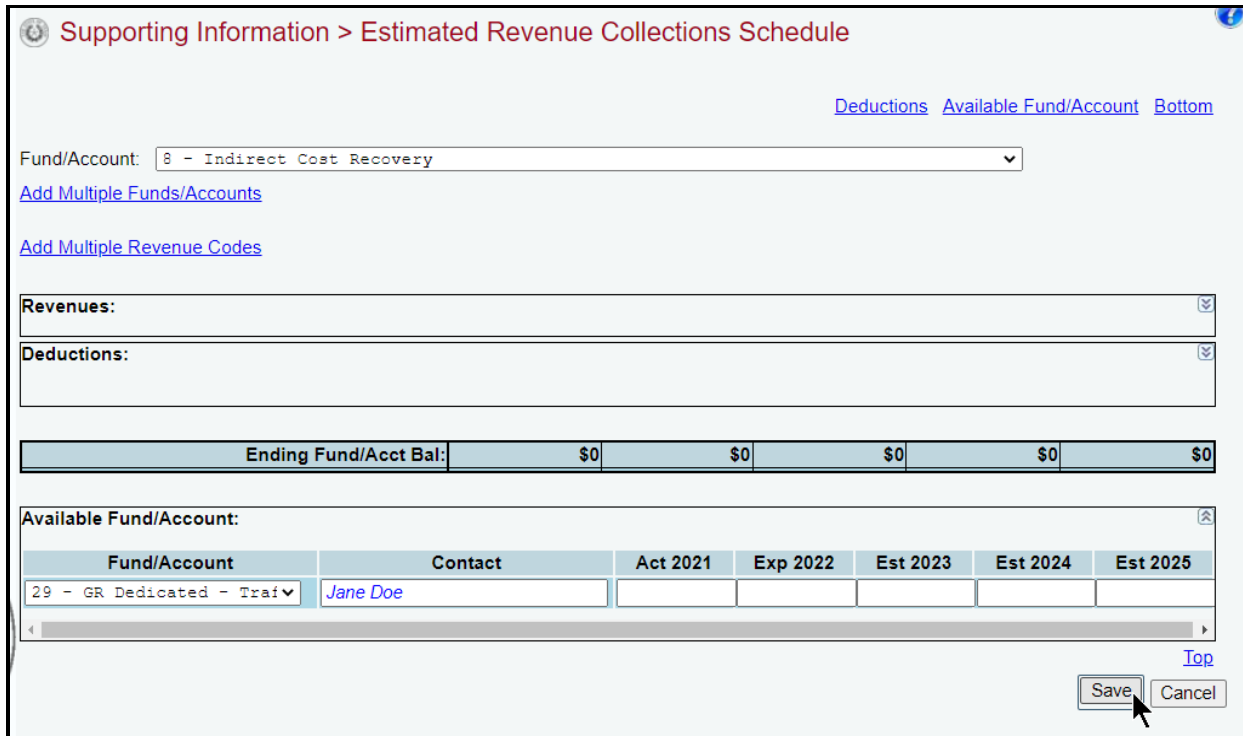 Supporting Information > Estimated Revenue Collections Schedule
Deductions Available Fund/Account Bottom
Fund/Account: 8 - Indirect Cost Recovery
Add Multiple Funds/Accounts
Add Multiple Revenue Codes
Revenues:
Deductions:
Ending Fund/Acct Bal: $0 $0 $0 $0 $0
Available Fund/Account:
Fund/Account Contact Act 2021 Exp 2022 Est 2023 Est 2024 Est 2025
29 - GR Dedicated - Traf Jane Doe
Top
Save Cancel